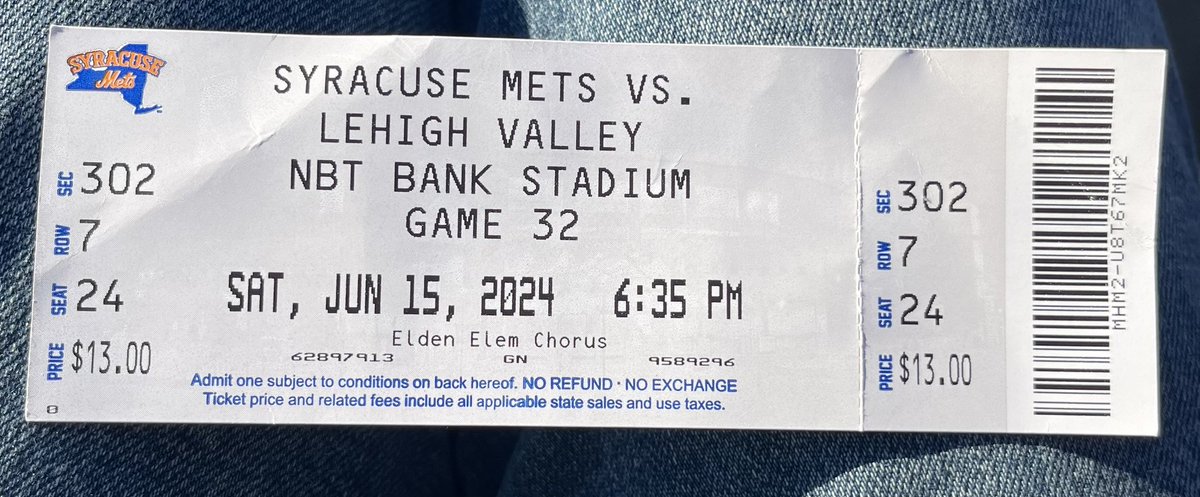 SYRACUSE
Mets
SYRACUSE METS VS.
LEHIGH VALLEY
NBT BANK STADIUM
GAME 32
SAT, JUN 15, 2024 6:35 PM
Elden Elem Chorus
62897913 GN 9589296
Admit one subject to conditions on back hereof. NO REFUND · NO EXCHANGE
Ticket price and related fees include all applicable state sales and use taxes.
SEC 302
ROW 7
SEAT 24
PRICE $13.00
8
SEC 302
ROW 7
SEAT 24
PRICE $13.00
MHM2-U8T67MK2